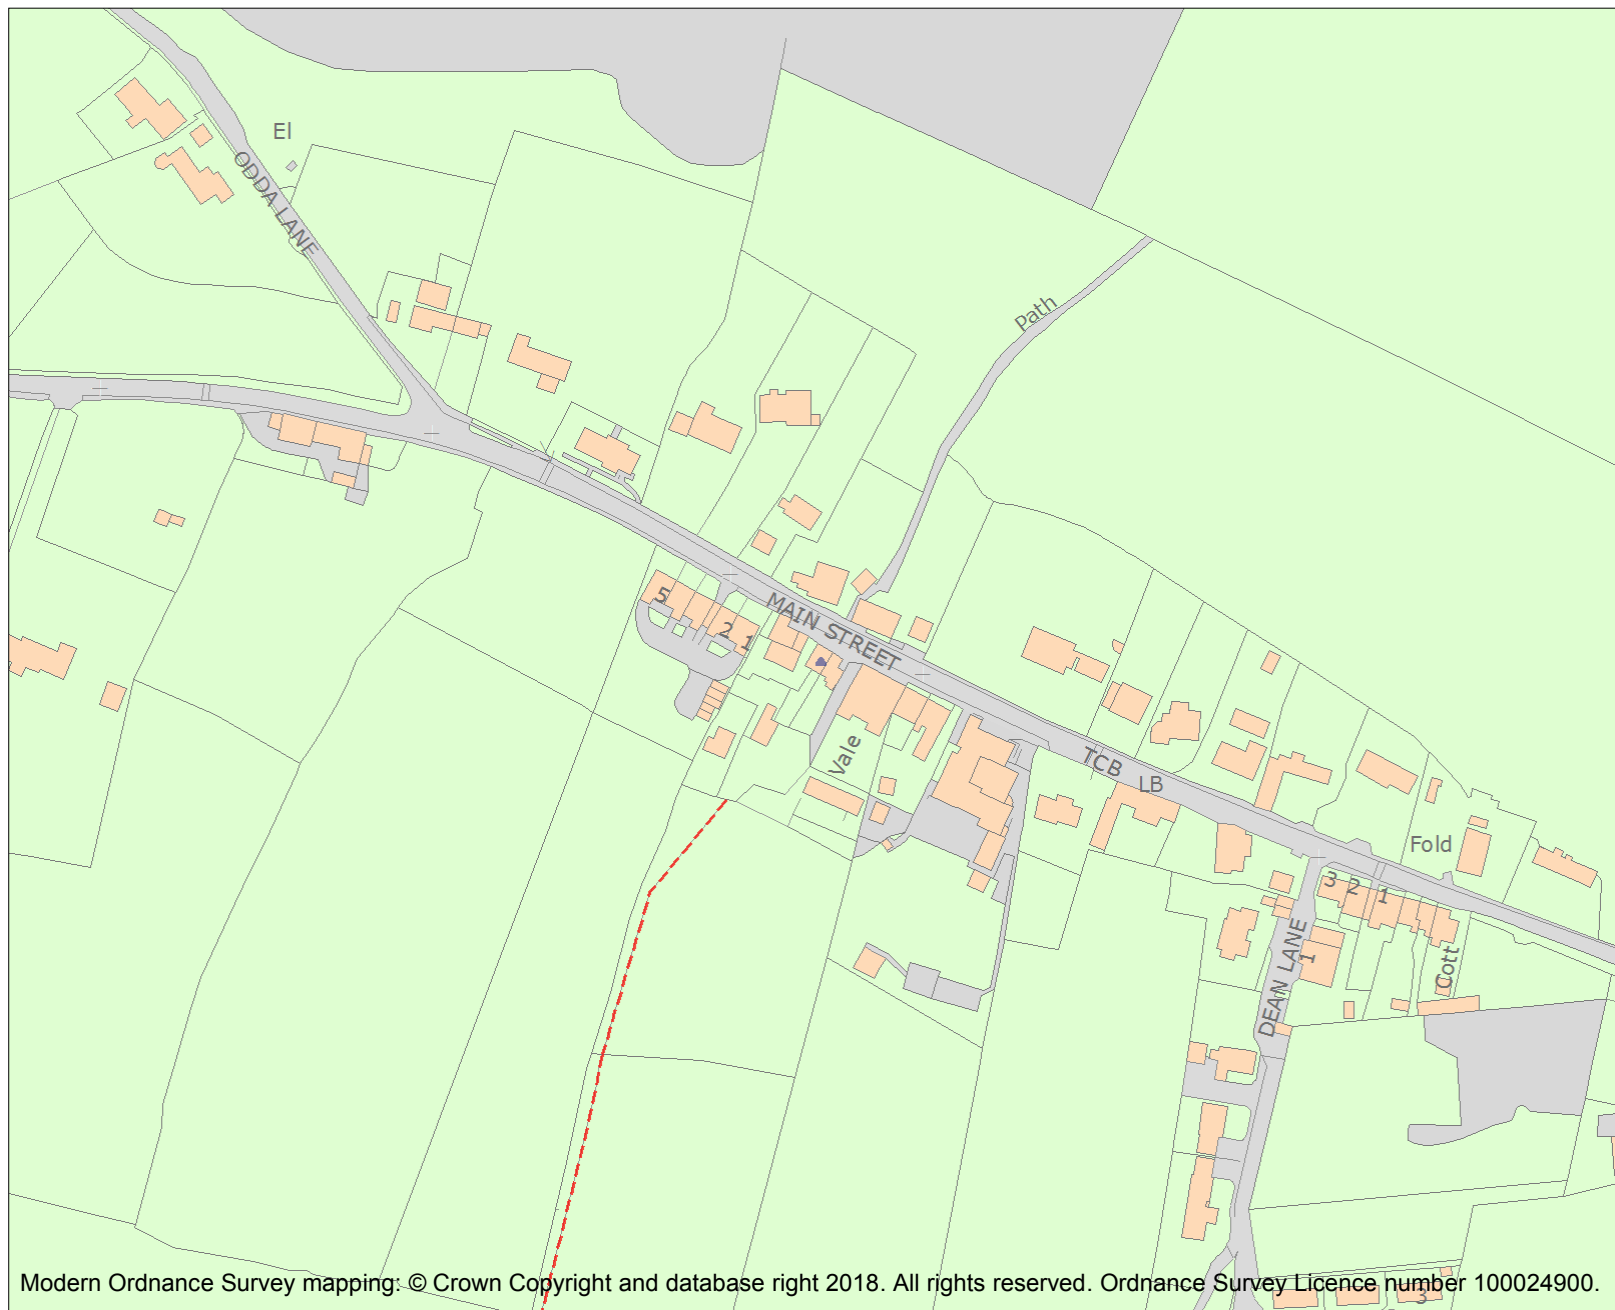 El
ODDA LANE
Path
5
2 1
MAIN STREET
Vale
TCB
LB
Fold
3 2 1
1
Cott
DEAN LANE
3
Modern Ordnance Survey mapping: © Crown Copyright and database right 2018. All rights reserved. Ordnance Survey Licence number 100024900.